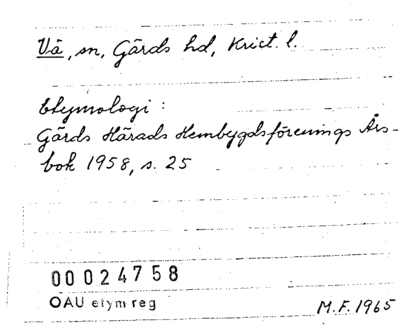 Vä, sn, Gärds hd, Krist. l.
Etymologi:
Gärds Härads Hembygdsförenings Års-
bok 1958, s. 25
00024758
OAU etym reg
M.F. 1965